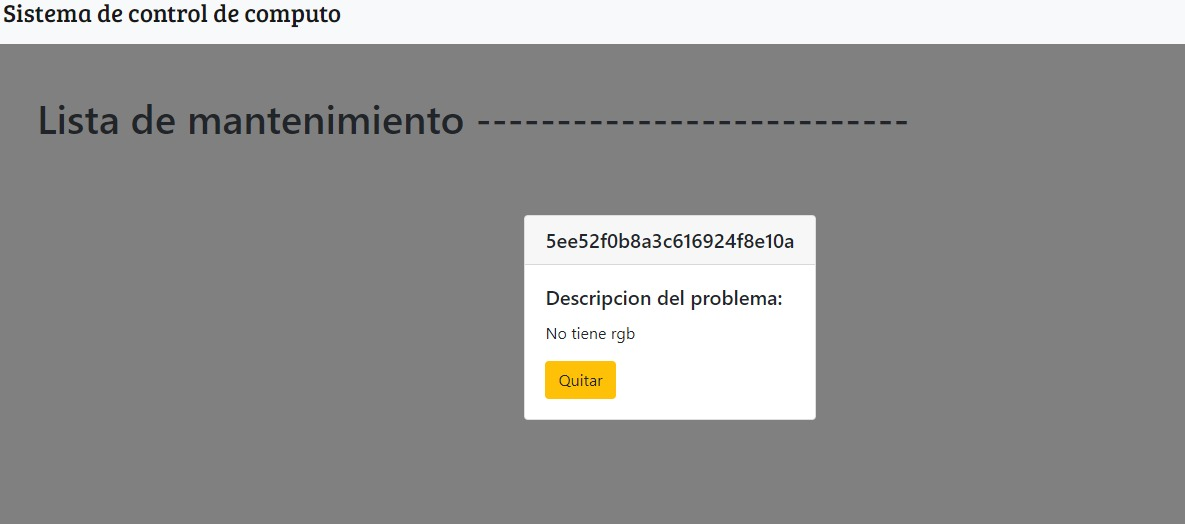 Sistema de control de computo
Lista de mantenimiento ---------------------------
5ee52f0b8a3c616924f8e10a
Descripcion del problema:
No tiene rgb
Quitar